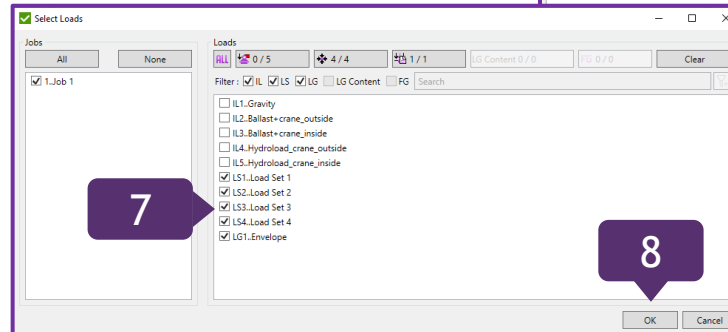 Select Loads
Jobs
All None
1..Job 1
Loads
ALL 0 / 5 4 / 4 1 / 1 LG Content 0 / 0 FG 0 / 0 Clear
Filter : IL LS LG LG Content FG Search
IL1..Gravity
IL2..Ballast+crane_outside
IL3..Ballast+crane_inside
IL4..Hydroload_crane_outside
IL5..Hydroload_crane_inside
LS1..Load Set 1
LS2..Load Set 2
LS3..Load Set 3
LS4..Load Set 4
LG1..Envelope
7
8
OK Cancel